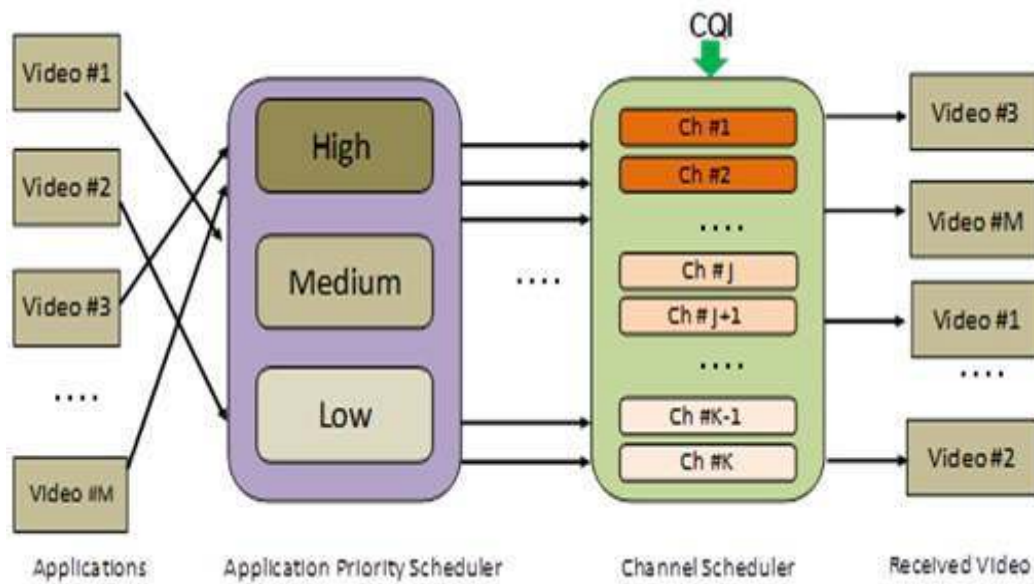 CQI
Video #1
Video #2
Video #3
....
Video #M
High
Medium
Low
....
Ch #1
Ch #2
....
Ch # J
Ch # J+1
....
Ch #K-1
Ch #K
Video #3
Video #M
Video #1
....
Video #2
Applications
Application Priority Scheduler
Channel Scheduler
Received Video